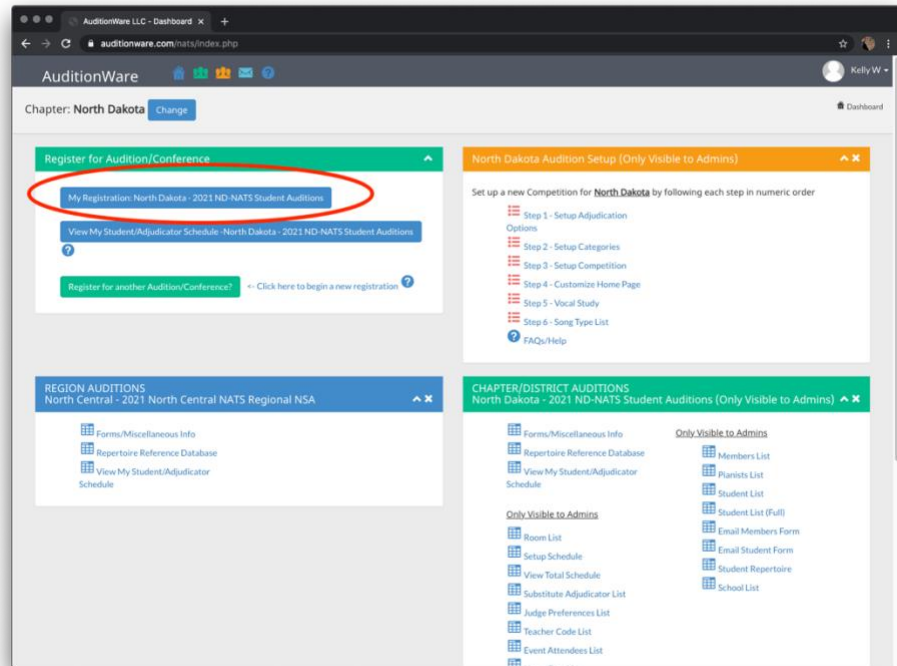 AuditionWare LLC - Dashboard
auditionware.com/nats/index.php
AuditionWare
Kelly W
Chapter: North Dakota Change
Dashboard
Register for Audition/Conference
My Registration: North Dakota - 2021 ND-NATS Student Auditions
View My Student/Adjudicator Schedule -North Dakota - 2021 ND-NATS Student Auditions
?
Register for another Audition/Conference? <- Click here to begin a new registration ?
North Dakota Audition Setup (Only Visible to Admins)
Set up a new Competition for North Dakota by following each step in numeric order
Step 1 - Setup Adjudication
Options
Step 2 - Setup Categories
Step 3 - Setup Competition
Step 4 - Customize Home Page
Step 5 - Vocal Study
Step 6 - Song Type List
? FAQs/Help
REGION AUDITIONS
North Central - 2021 North Central NATS Regional NSA
Forms/Miscellaneous Info
Repertoire Reference Database
View My Student/Adjudicator
Schedule
CHAPTER/DISTRICT AUDITIONS
North Dakota - 2021 ND-NATS Student Auditions (Only Visible to Admins)
Forms/Miscellaneous Info
Repertoire Reference Database
View My Student/Adjudicator
Schedule
Only Visible to Admins
Room List
Setup Schedule
View Total Schedule
Substitute Adjudicator List
Judge Preferences List
Teacher Code List
Event Attendees List
Only Visible to Admins
Members List
Pianists List
Student List
Student List (Full)
Email Members Form
Email Student Form
Student Repertoire
School List